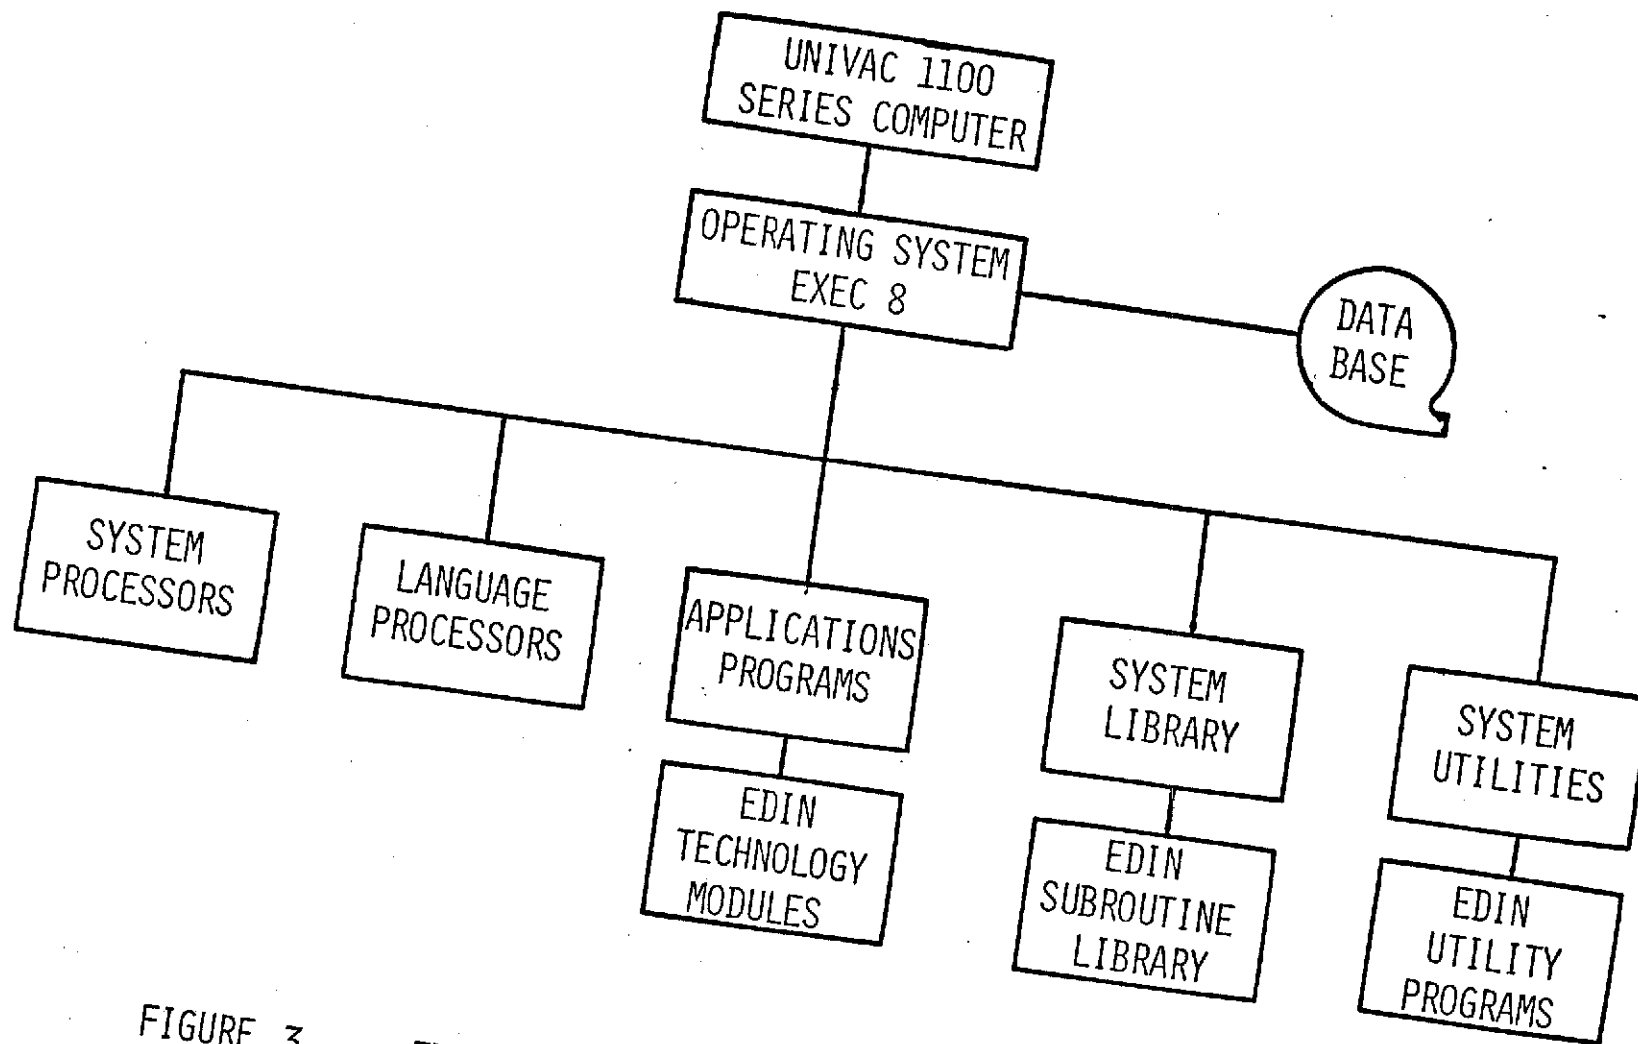 UNIVAC 1100
SERIES COMPUTER
OPERATING SYSTEM
EXEC 8
DATA
BASE
SYSTEM
PROCESSORS
LANGUAGE
PROCESSORS
APPLICATIONS
PROGRAMS
SYSTEM
LIBRARY
SYSTEM
UTILITIES
EDIN
TECHNOLOGY
MODULES
EDIN
SUBROUTINE
LIBRARY
EDIN
UTILITY
PROGRAMS
FIGURE 3